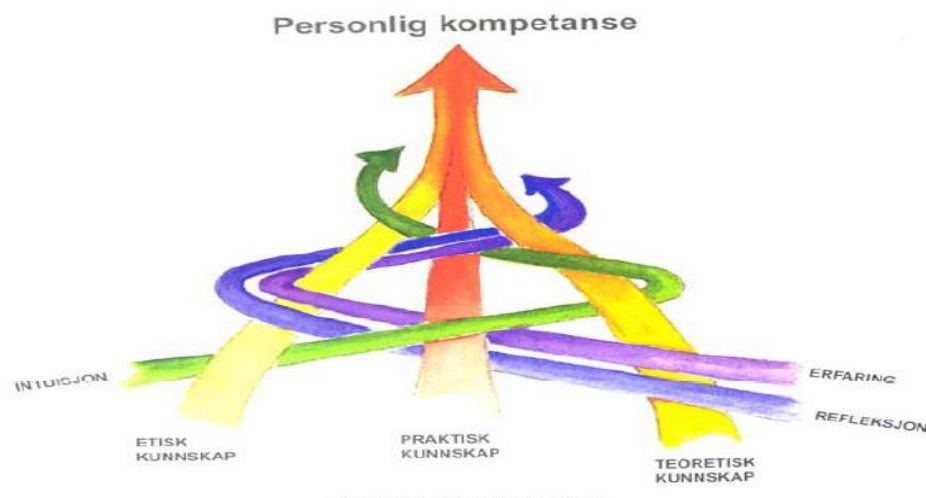 Personlig kompetanse
INTUISJON
ERFARING
REFLEKSJON
ETISK
KUNNSKAP
PRAKTISK
KUNNSKAP
TEORETISK
KUNNSKAP